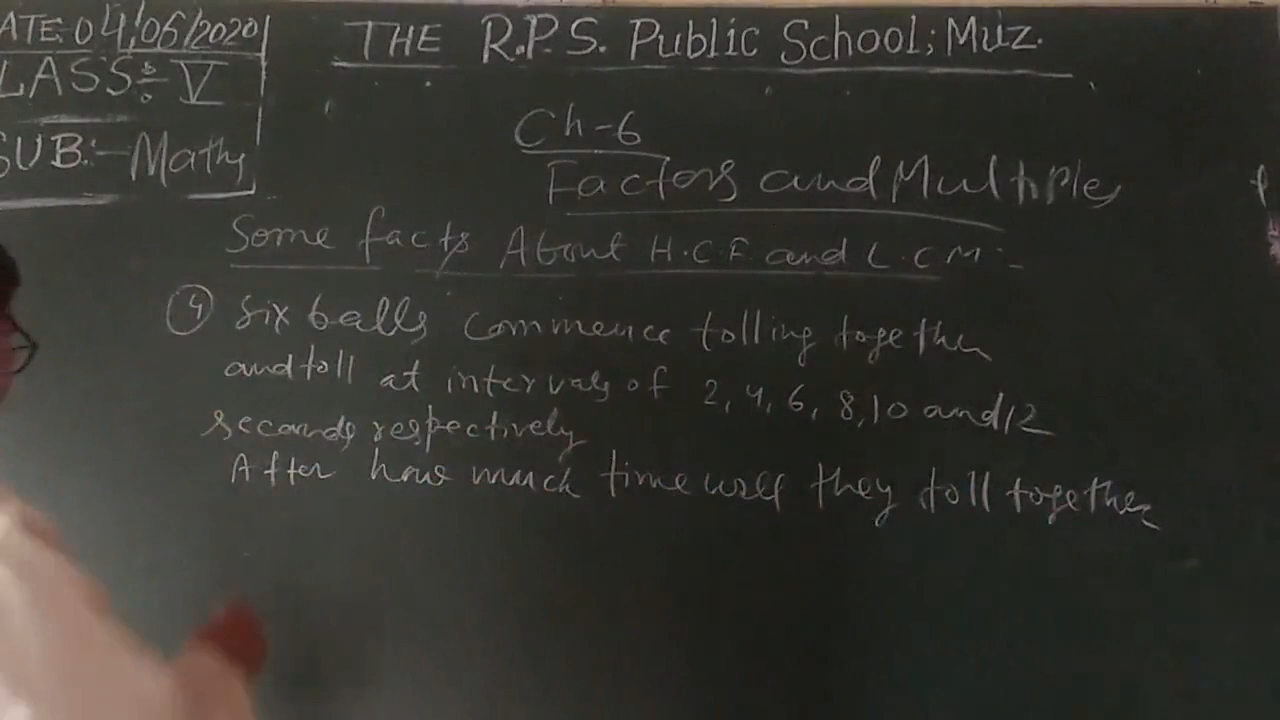 ATE: 04/06/2020
LASS:- V
SUB:- Maths
THE R.P.S. Public School; Muz.
Ch-6
Factors and Multiples
Some facts About H.C.F and L.C.M:-
④ Six balls commence tolling together
and toll at intervals of 2, 4, 6, 8, 10 and 12
seconds respectively
After how much time will they toll together